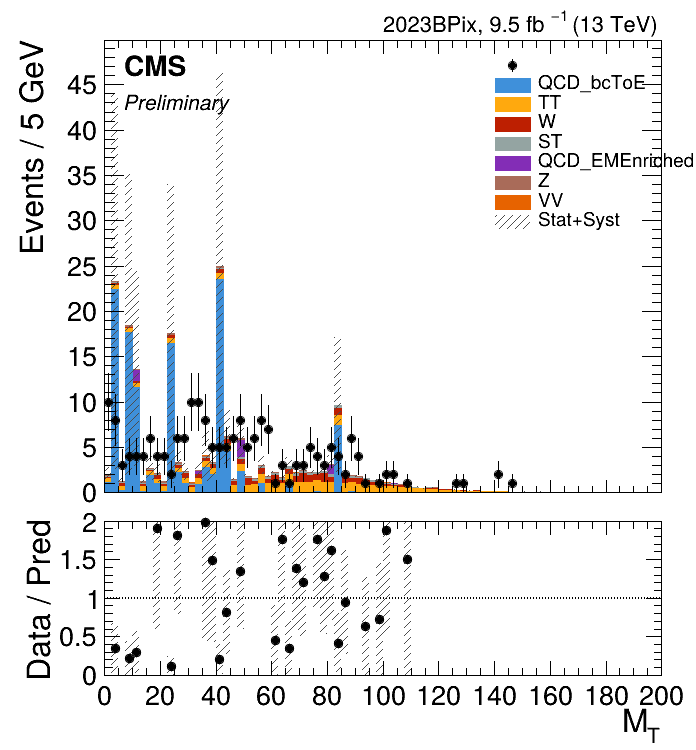 2023BPix, 9.5 fb⁻¹ (13 TeV)
CMS
Preliminary
QCD_bcToE
TT
W
ST
QCD_EMEnriched
Z
VV
Stat+Syst
Events / 5 GeV
45
40
35
30
25
20
15
10
5
0
Data / Pred
2
1.5
1
0.5
0
0 20 40 60 80 100 120 140 160 180 200
M_T